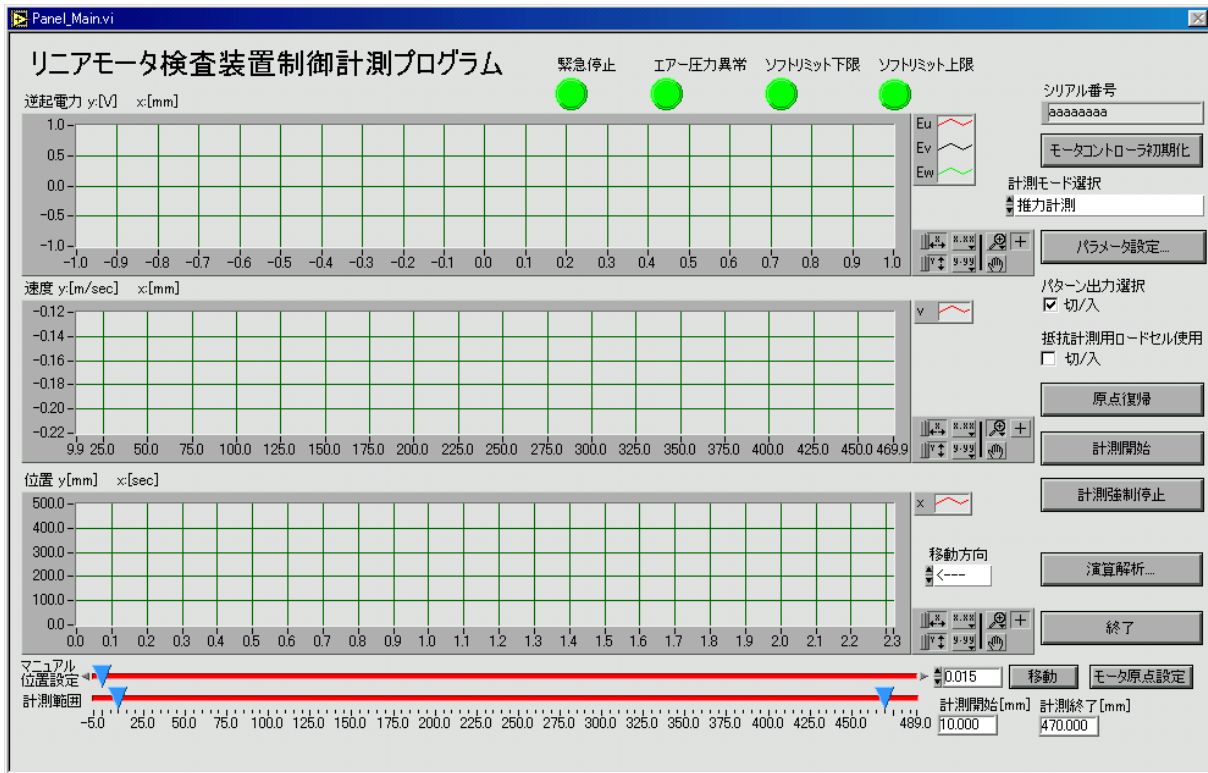 Panel_Main.vi
リニアモータ検査装置制御計測プログラム
緊急停止 エアー圧力異常 ソフトリミット下限 ソフトリミット上限
シリアル番号
aaaaaaaa
モータコントローラ初期化
計測モード選択
推力計測
パラメータ設定...
パターン出力選択
切/入
抵抗計測用ロードセル使用
切/入
原点復帰
計測開始
計測強制停止
演算解析...
終了
逆起電力 y:[V] x:[mm]
1.0
0.5
0.0
-0.5
-1.0
-1.0 -0.9 -0.8 -0.7 -0.6 -0.5 -0.4 -0.3 -0.2 -0.1 0.0 0.1 0.2 0.3 0.4 0.5 0.6 0.7 0.8 0.9 1.0
Eu
Ev
Ew
速度 y:[m/sec] x:[mm]
-0.12
-0.14
-0.16
-0.18
-0.20
-0.22
9.9 25.0 50.0 75.0 100.0 125.0 150.0 175.0 200.0 225.0 250.0 275.0 300.0 325.0 350.0 375.0 400.0 425.0 450.0 469.9
v
位置 y[mm] x:[sec]
500.0
400.0
300.0
200.0
100.0
0.0
0.0 0.1 0.2 0.3 0.4 0.5 0.6 0.7 0.8 0.9 1.0 1.1 1.2 1.3 1.4 1.5 1.6 1.7 1.8 1.9 2.0 2.1 2.2 2.3
x
移動方向
<---
マニュアル
位置設定
0.015 移動 モータ原点設定
計測範囲
-5.0 25.0 50.0 75.0 100.0 125.0 150.0 175.0 200.0 225.0 250.0 275.0 300.0 325.0 350.0 375.0 400.0 425.0 450.0 489.0
計測開始[mm] 計測終了[mm]
10.000 470.000